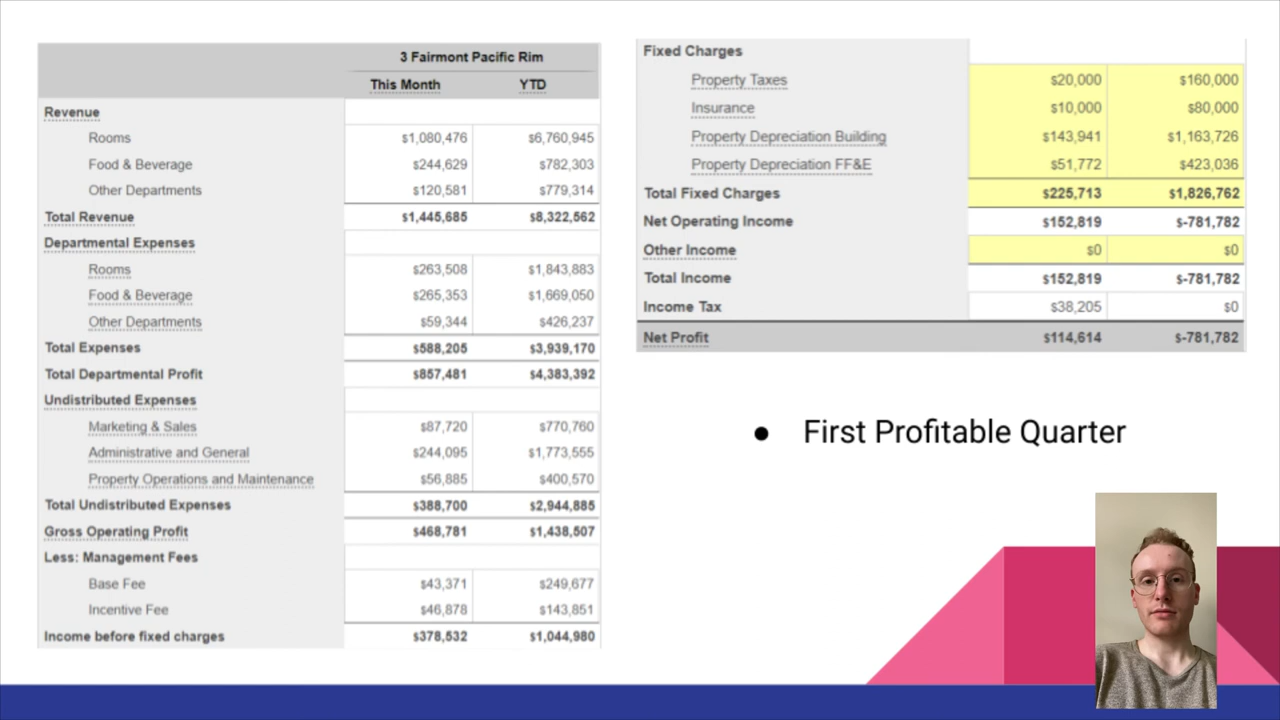 3 Fairmont Pacific Rim
This Month YTD
Revenue
Rooms $1,080,476 $6,760,945
Food & Beverage $244,629 $782,303
Other Departments $120,581 $779,314
Total Revenue $1,445,685 $8,322,562
Departmental Expenses
Rooms $263,508 $1,843,883
Food & Beverage $265,353 $1,669,050
Other Departments $59,344 $426,237
Total Expenses $588,205 $3,939,170
Total Departmental Profit $857,481 $4,383,392
Undistributed Expenses
Marketing & Sales $87,720 $770,760
Administrative and General $244,095 $1,773,555
Property Operations and Maintenance $56,885 $400,570
Total Undistributed Expenses $388,700 $2,944,885
Gross Operating Profit $468,781 $1,438,507
Less: Management Fees
Base Fee $43,371 $249,677
Incentive Fee $46,878 $143,851
Income before fixed charges $378,532 $1,044,980
Fixed Charges
Property Taxes $20,000 $160,000
Insurance $10,000 $80,000
Property Depreciation Building $143,941 $1,163,726
Property Depreciation FF&E $51,772 $423,036
Total Fixed Charges $225,713 $1,826,762
Net Operating Income $152,819 $-781,782
Other Income $0 $0
Total Income $152,819 $-781,782
Income Tax $38,205 $0
Net Profit $114,614 $-781,782
● First Profitable Quarter